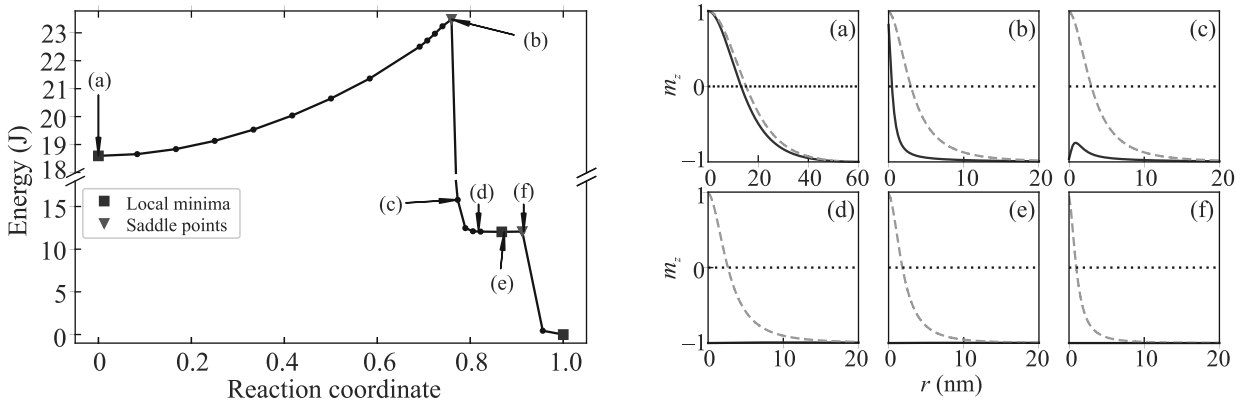 23
22
21
20
19
18
15
10
5
0
Energy (J)
(a)
(b)
(c)
(d)
(f)
(e)
Local minima
Saddle points
0 0.2 0.4 0.6 0.8 1.0
Reaction coordinate
1 (a) (b) (c)
m_z 0
−1
0 20 40 60 0 10 20 0 10 20
1 (d) (e) (f)
m_z 0
−1
0 10 20 0 10 20 0 10 20
r (nm)